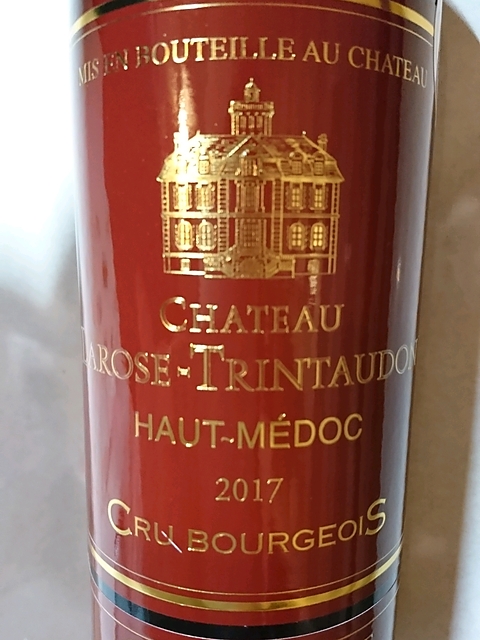 MIS EN BOUTEILLE AU CHATEAU
CHATEAU
LAROSE-TRINTAUDON
HAUT-MÉDOC
2017
CRU BOURGEOIS